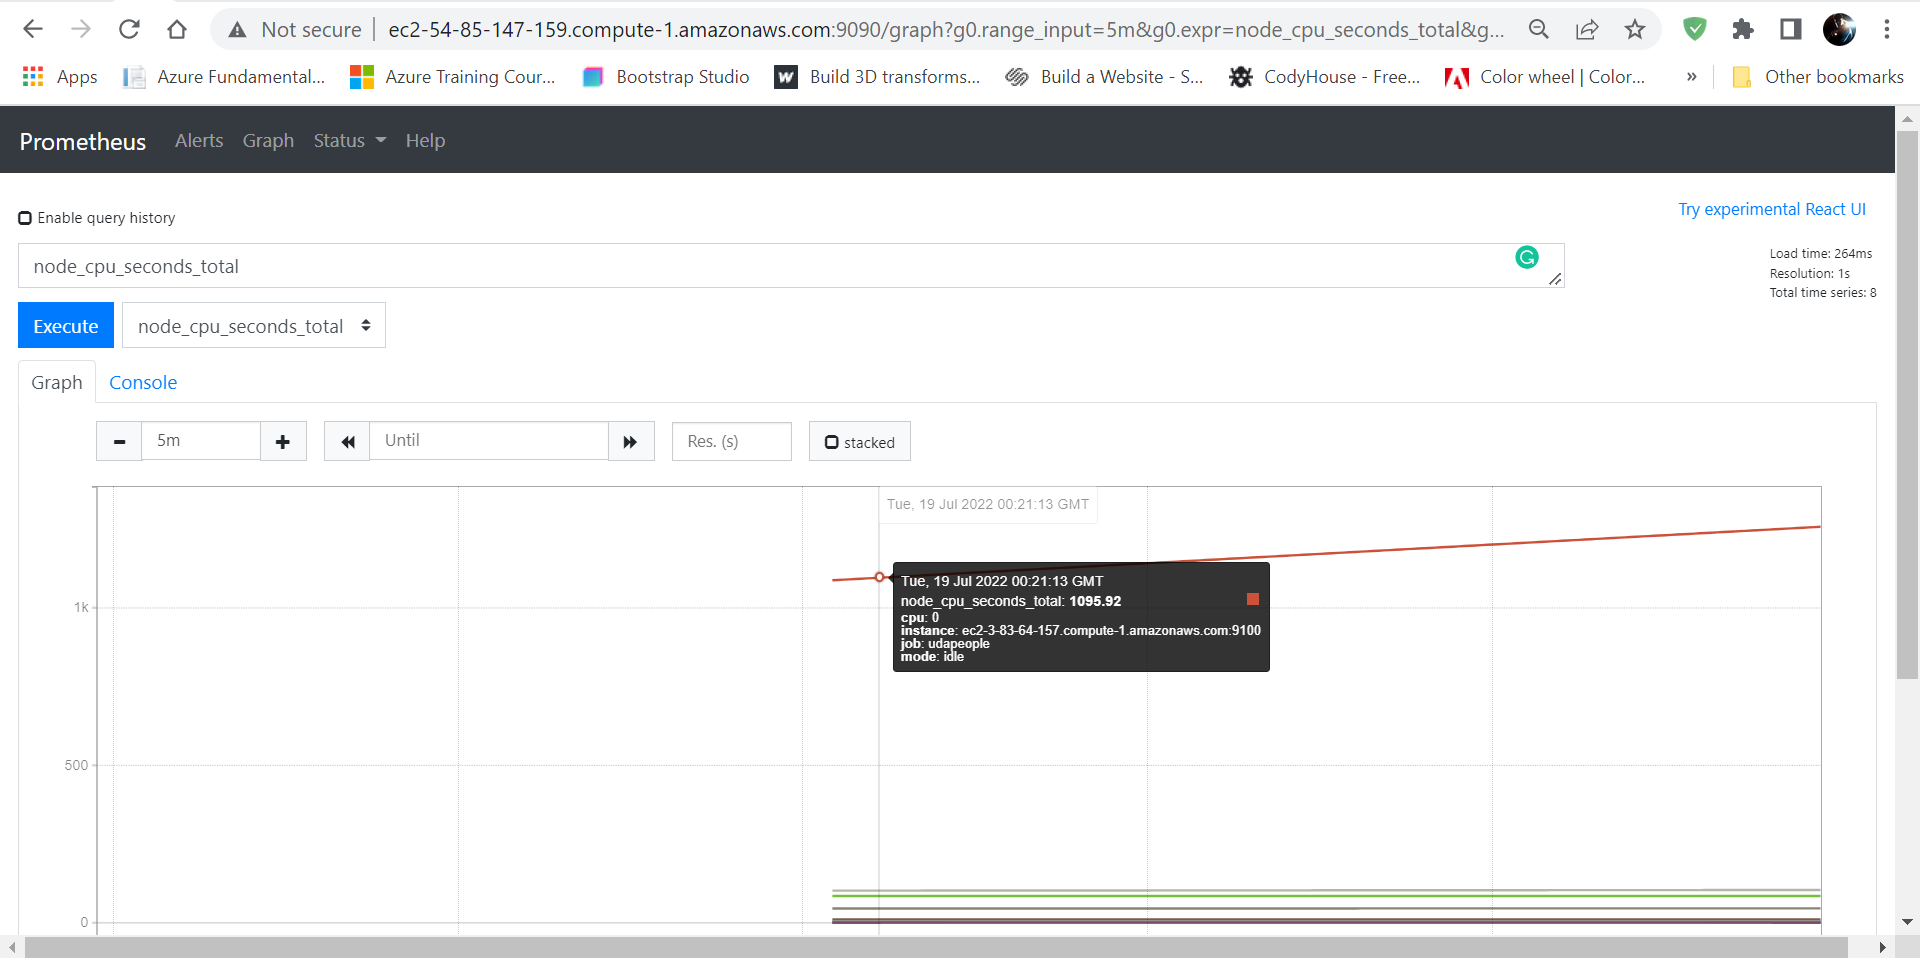 Not secure ec2-54-85-147-159.compute-1.amazonaws.com:9090/graph?g0.range_input=5m&g0.expr=node_cpu_seconds_total&g...
Apps Azure Fundamental... Azure Training Cour... Bootstrap Studio W Build 3D transforms... Build a Website - S... CodyHouse - Free... Color wheel | Color... » Other bookmarks
Prometheus Alerts Graph Status Help
Try experimental React UI
Enable query history
node_cpu_seconds_total
Load time: 264ms
Resolution: 1s
Total time series: 8
Execute node_cpu_seconds_total
Graph Console
5m Until Res. (s) stacked
Tue, 19 Jul 2022 00:21:13 GMT
Tue, 19 Jul 2022 00:21:13 GMT
node_cpu_seconds_total: 1095.92
cpu: 0
instance: ec2-3-83-64-157.compute-1.amazonaws.com:9100
job: udapeople
mode: idle
1k
500
0